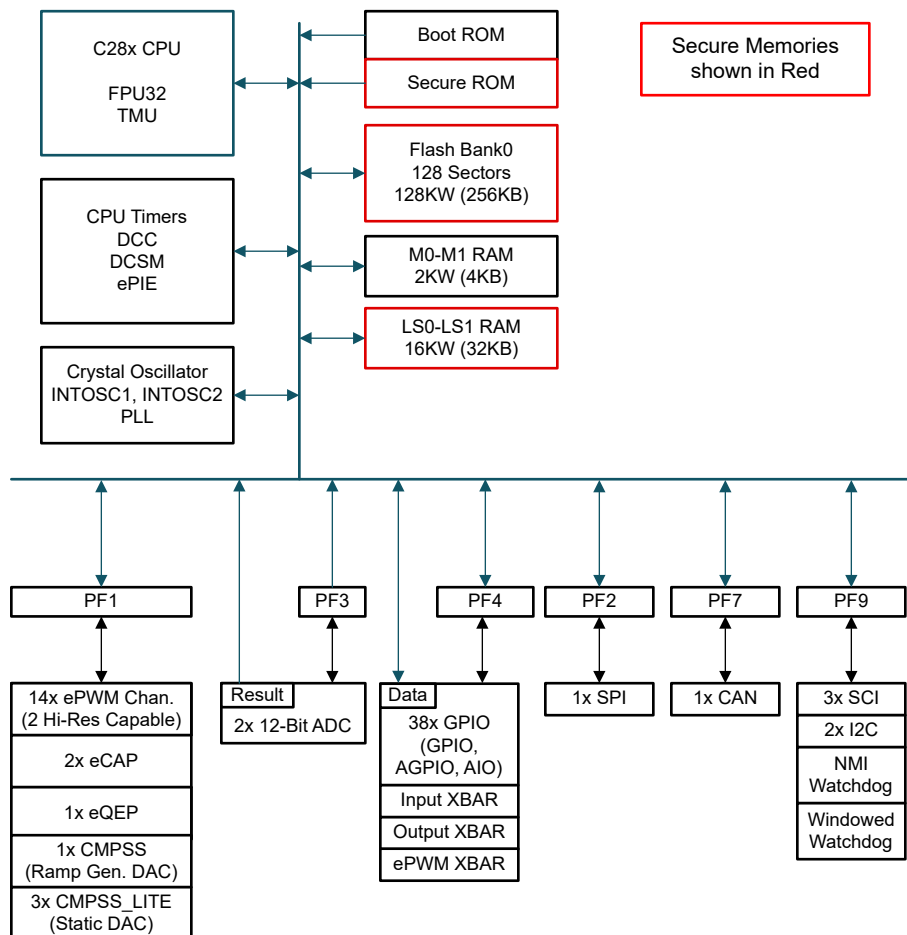 C28x CPU
FPU32
TMU
Boot ROM
Secure ROM
Secure Memories
shown in Red
Flash Bank0
128 Sectors
128KW (256KB)
CPU Timers
DCC
DCSM
ePIE
M0-M1 RAM
2KW (4KB)
LS0-LS1 RAM
16KW (32KB)
Crystal Oscillator
INTOSC1, INTOSC2
PLL
PF1
PF3
PF4
PF2
PF7
PF9
14x ePWM Chan.
(2 Hi-Res Capable)
2x eCAP
1x eQEP
1x CMPSS
(Ramp Gen. DAC)
3x CMPSS_LITE
(Static DAC)
Result
2x 12-Bit ADC
Data
38x GPIO
(GPIO,
AGPIO, AIO)
Input XBAR
Output XBAR
ePWM XBAR
1x SPI
1x CAN
3x SCI
2x I2C
NMI
Watchdog
Windowed
Watchdog